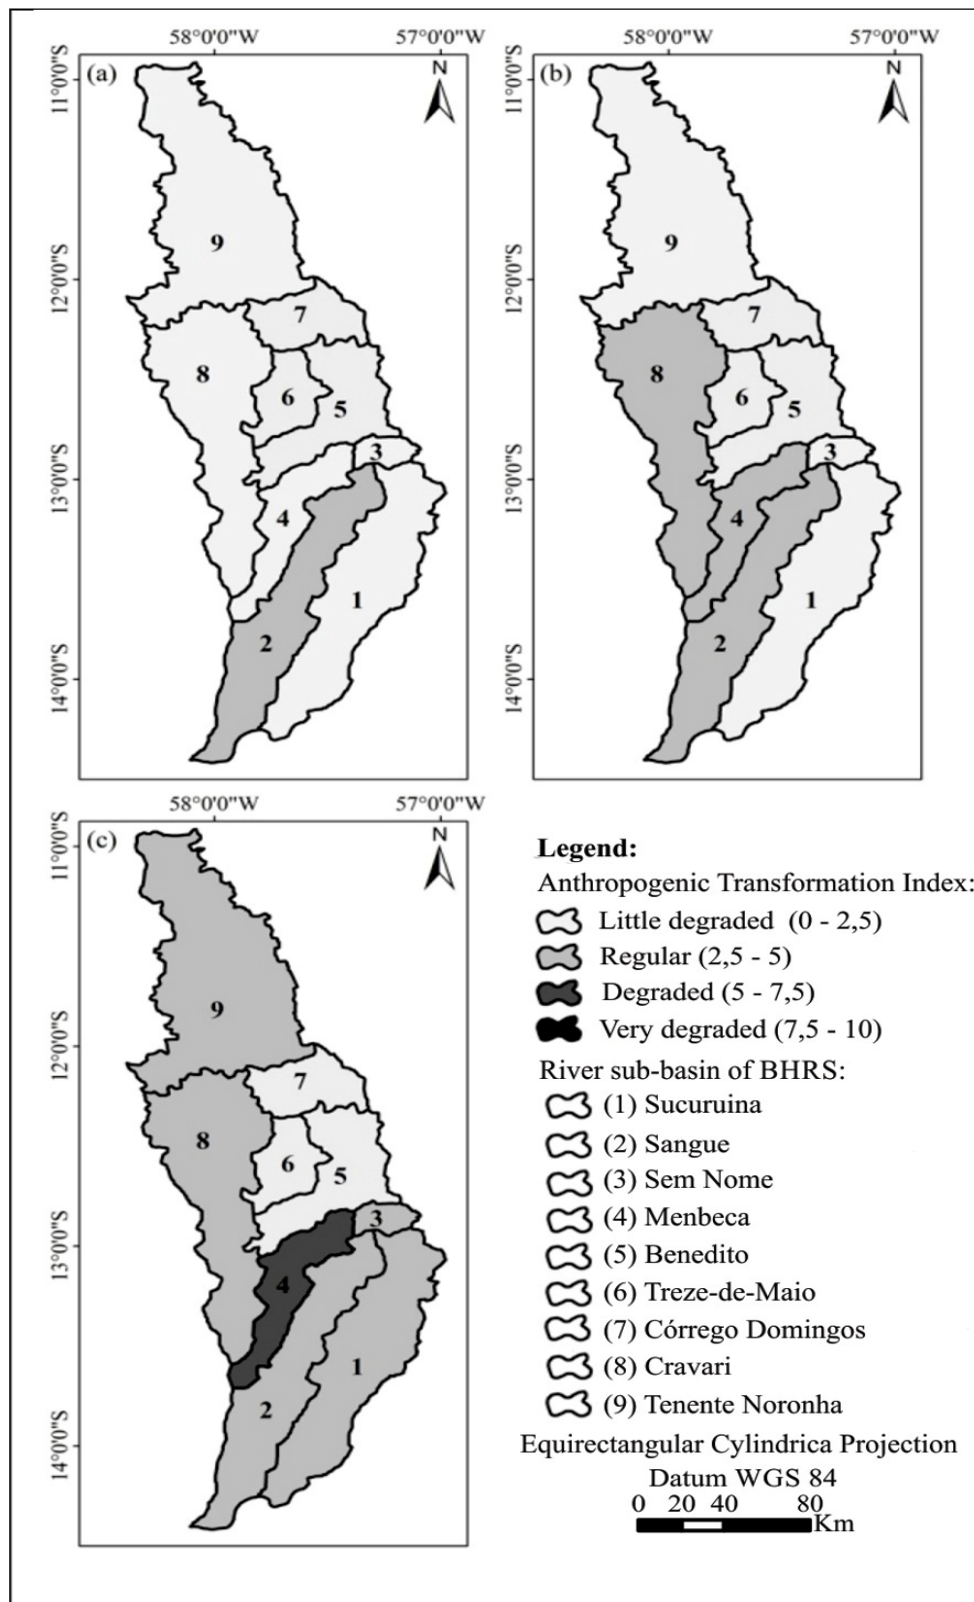 58°0'0"W 57°0'0"W
(a)
N
11°0'0"S
12°0'0"S
13°0'0"S
14°0'0"S
9
7
8
6
5
3
4
1
2
58°0'0"W 57°0'0"W
(b)
N
11°0'0"S
12°0'0"S
13°0'0"S
14°0'0"S
9
7
8
6
5
3
4
1
2
58°0'0"W 57°0'0"W
(c)
N
11°0'0"S
12°0'0"S
13°0'0"S
14°0'0"S
9
7
8
6
5
3
4
1
2
Legend:
Anthropogenic Transformation Index:
Little degraded (0 - 2,5)
Regular (2,5 - 5)
Degraded (5 - 7,5)
Very degraded (7,5 - 10)
River sub-basin of BHRS:
(1) Sucuruina
(2) Sangue
(3) Sem Nome
(4) Menbeca
(5) Benedito
(6) Treze-de-Maio
(7) Córrego Domingos
(8) Cravari
(9) Tenente Noronha
Equirectangular Cylindrica Projection
Datum WGS 84
0 20 40 80
Km